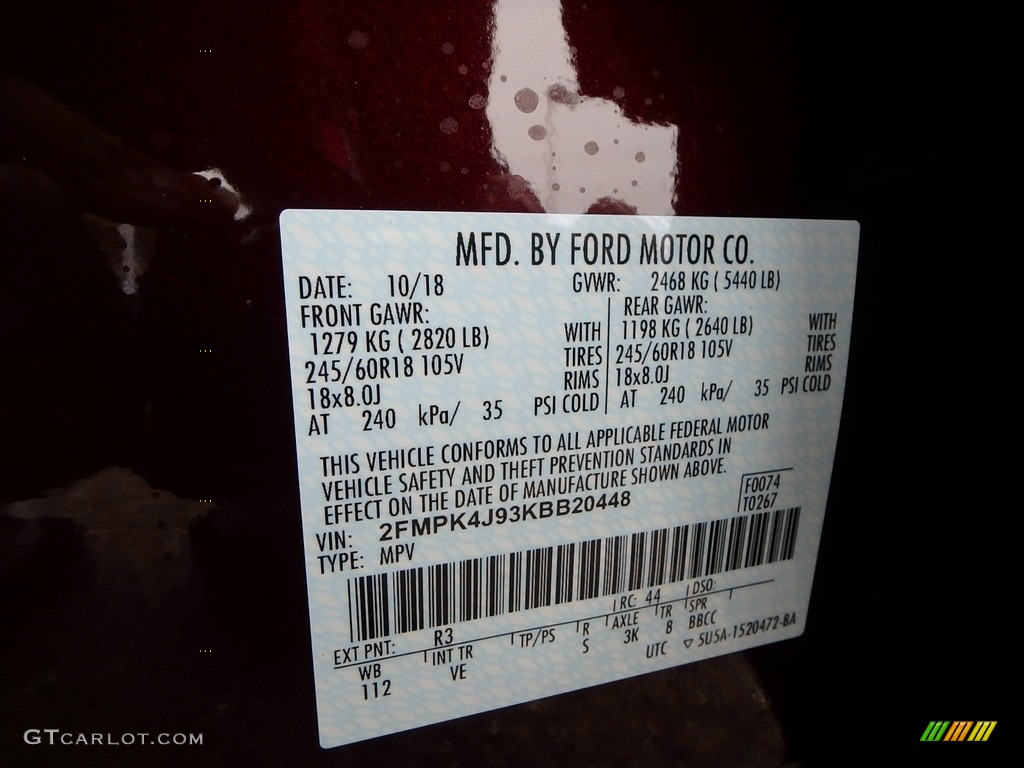 MFD. BY FORD MOTOR CO.
DATE: 10/18 GVWR: 2468 KG ( 5440 LB)
FRONT GAWR: REAR GAWR:
1279 KG ( 2820 LB) WITH 1198 KG ( 2640 LB) WITH
245/60R18 105V TIRES 245/60R18 105V TIRES
18x8.0J RIMS 18x8.0J RIMS
AT 240 kPa/ 35 PSI COLD AT 240 kPa/ 35 PSI COLD
THIS VEHICLE CONFORMS TO ALL APPLICABLE FEDERAL MOTOR
VEHICLE SAFETY AND THEFT PREVENTION STANDARDS IN
EFFECT ON THE DATE OF MANUFACTURE SHOWN ABOVE.
F0074
VIN: 2FMPK4J93KBB20448 T0267
TYPE: MPV
EXT PNT: R3 RC: 44 DSO:
WB INT TR TP/PS R AXLE TR SPR
112 VE S 3K 8 BBCC
UTC ▽ 5U5A-1520472-BA
GTCARLOT.COM